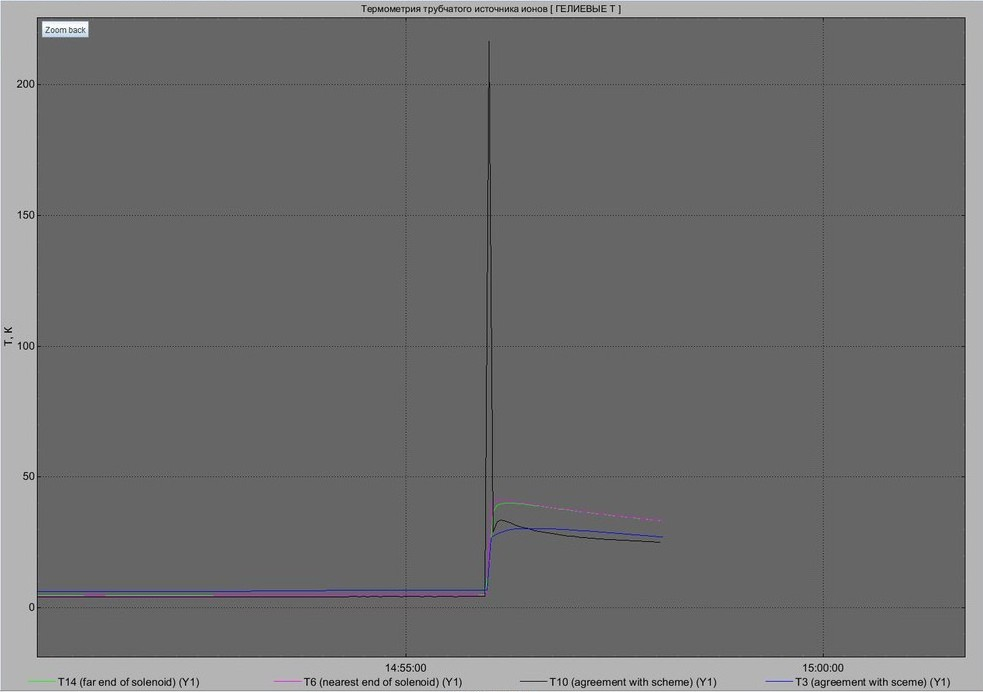 Термометрия трубчатого источника ионов [ ГЕЛИЕВЫЕ Т ]
Zoom back
200
150
T, K
100
50
0
14:55:00 15:00:00
T14 (far end of solenoid) (Y1) T6 (nearest end of solenoid) (Y1) T10 (agreement with scheme) (Y1) T3 (agreement with sceme) (Y1)